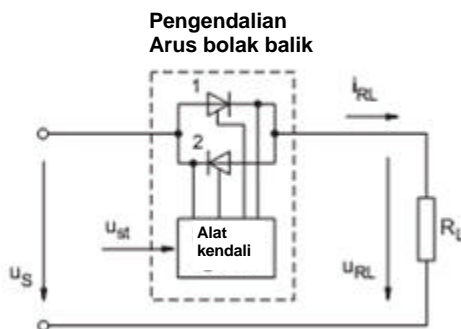 Pengendalian
Arus bolak balik
1
i_RL
2
u_st
Alat
kendali
R_L
u_S
u_RL